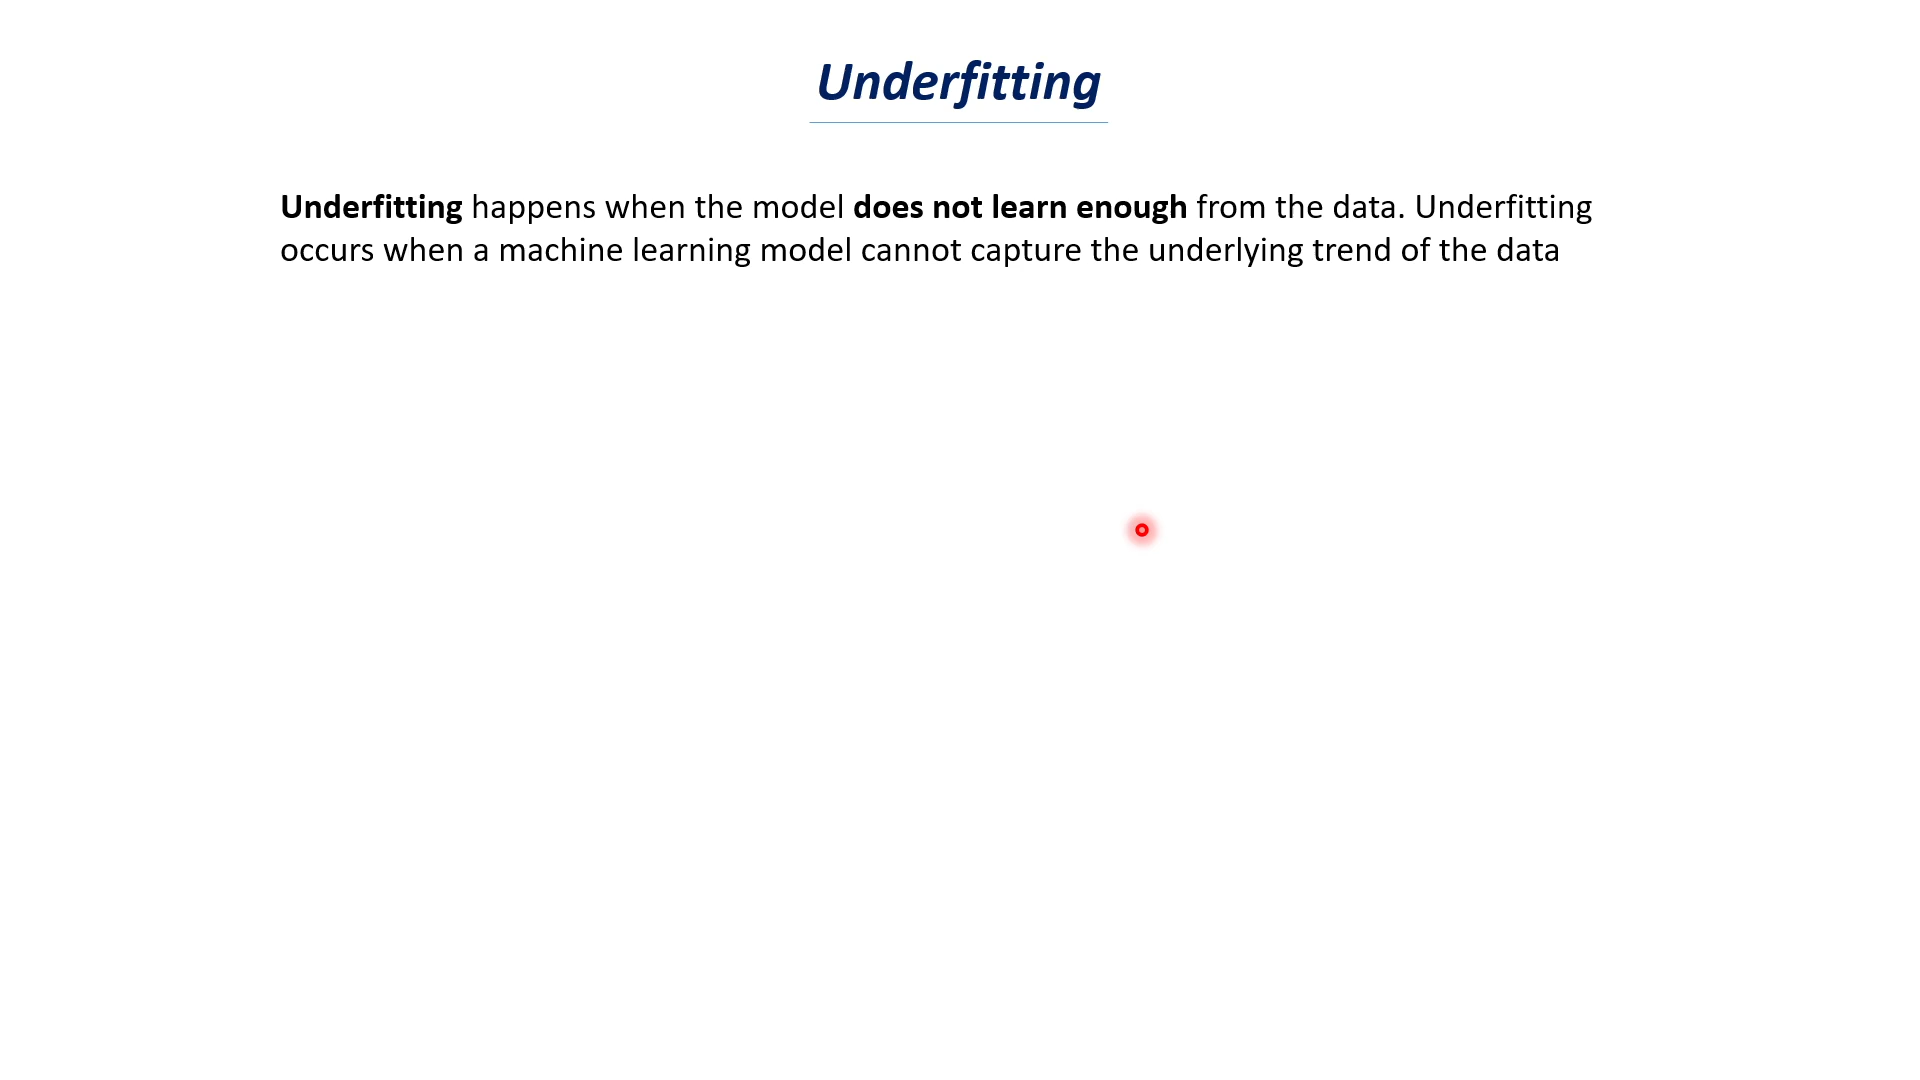 Underfitting
Underfitting happens when the model does not learn enough from the data. Underfitting
occurs when a machine learning model cannot capture the underlying trend of the data